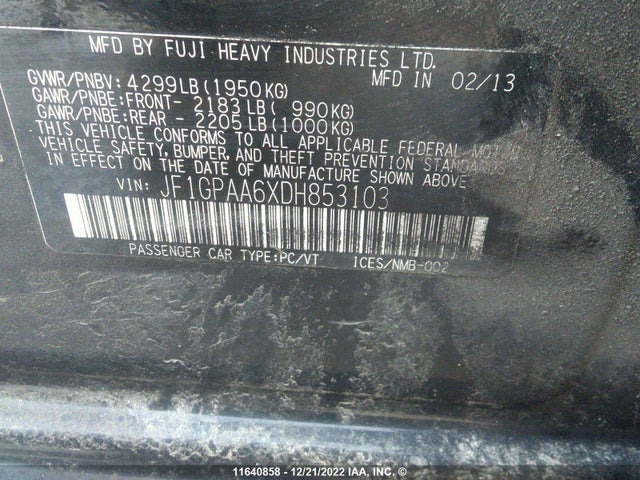 MFD BY FUJI HEAVY INDUSTRIES LTD.
MFD IN 02/13
GVWR/PNBV: 4299LB(1950KG)
GAWR/PNBE:FRONT- 2183LB( 990KG)
GAWR/PNBE:REAR - 2205LB(1000KG)
THIS VEHICLE CONFORMS TO ALL APPLICABLE FEDERAL MOTOR
VEHICLE SAFETY, BUMPER, AND THEFT PREVENTION STANDARDS
IN EFFECT ON THE DATE OF MANUFACTURE SHOWN ABOVE.
VIN: JF1GPAA6XDH853103
PASSENGER CAR TYPE:PC/VT ICES/NMB-002
11640858 - 12/21/2022 IAA, INC. ©